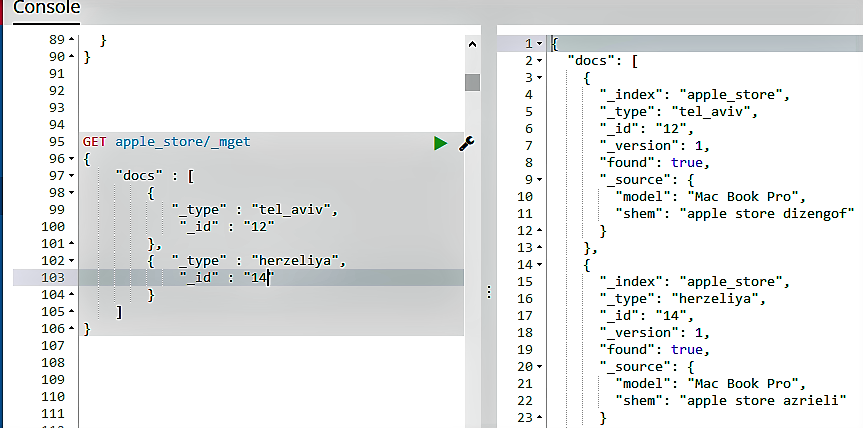 Console
89 }
90 }
91
92
93
94
95 GET apple_store/_mget
96 {
97 "docs" : [
98 {
99 "_type" : "tel_aviv",
100 "_id" : "12"
101 },
102 { "_type" : "herzeliya",
103 "_id" : "14"
104 }
105 ]
106 }
107
108
109
110
111
1 {
2 "docs": [
3 {
4 "_index": "apple_store",
5 "_type": "tel_aviv",
6 "_id": "12",
7 "_version": 1,
8 "found": true,
9 "_source": {
10 "model": "Mac Book Pro",
11 "shem": "apple store dizengof"
12 }
13 },
14 {
15 "_index": "apple_store",
16 "_type": "herzeliya",
17 "_id": "14",
18 "_version": 1,
19 "found": true,
20 "_source": {
21 "model": "Mac Book Pro",
22 "shem": "apple store azrieli"
23 }